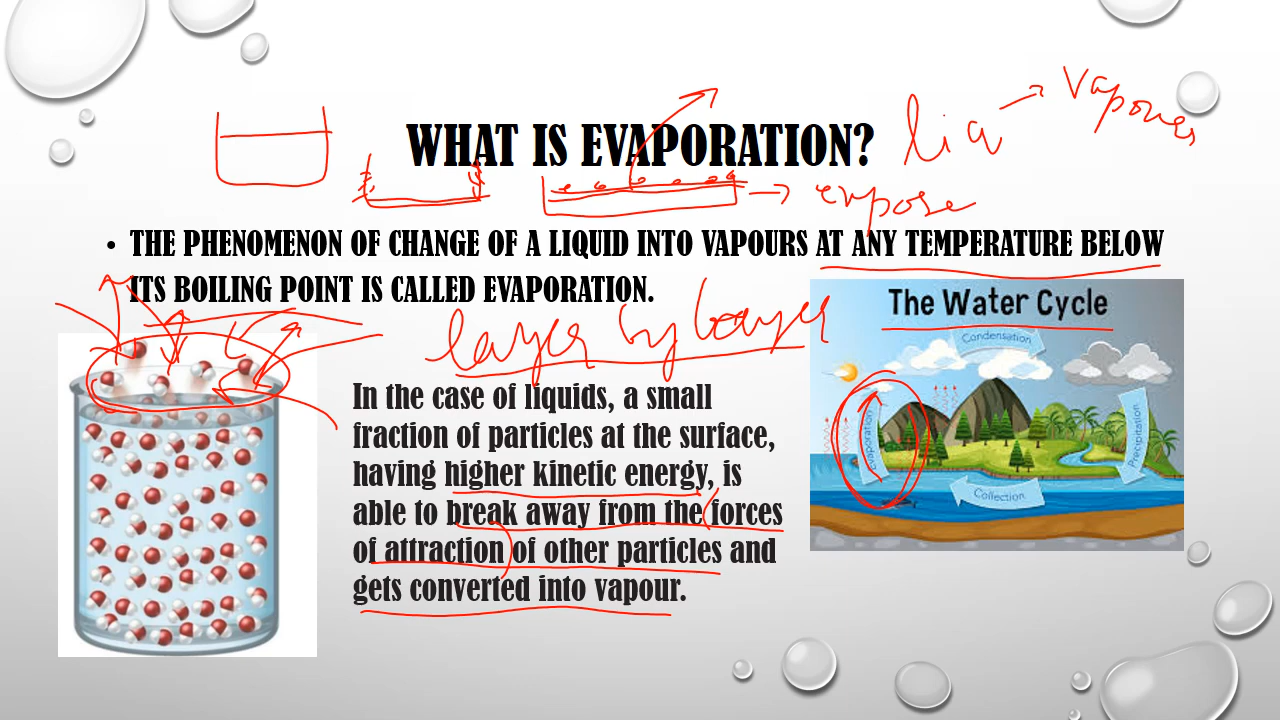 liq → vapours
WHAT IS EVAPORATION?
→ expose
• THE PHENOMENON OF CHANGE OF A LIQUID INTO VAPOURS AT ANY TEMPERATURE BELOW
ITS BOILING POINT IS CALLED EVAPORATION.
layer by layer
In the case of liquids, a small
fraction of particles at the surface,
having higher kinetic energy, is
able to break away from the forces
of attraction of other particles and
gets converted into vapour.
The Water Cycle
Condensation
Evaporation
Precipitation
Collection